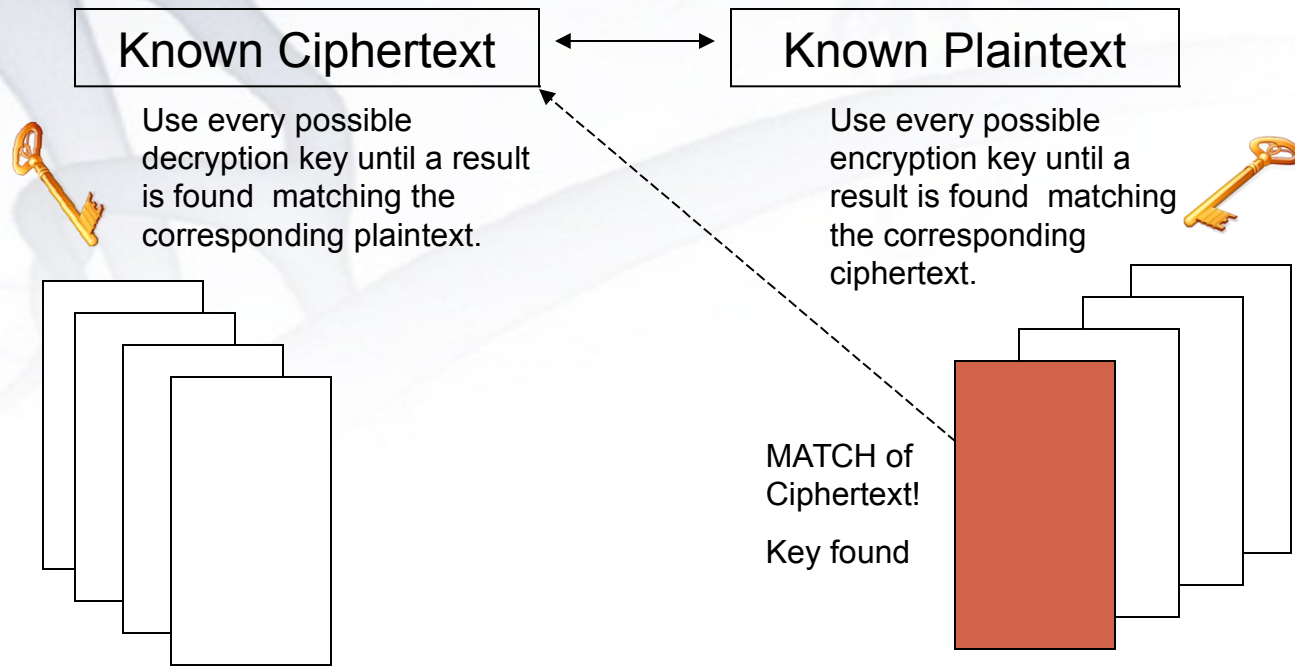 Known Ciphertext
Known Plaintext
Use every possible
decryption key until a result
is found  matching the
corresponding plaintext.
Use every possible
encryption key until a
result is found  matching
the corresponding
ciphertext.
MATCH of
Ciphertext!
Key found